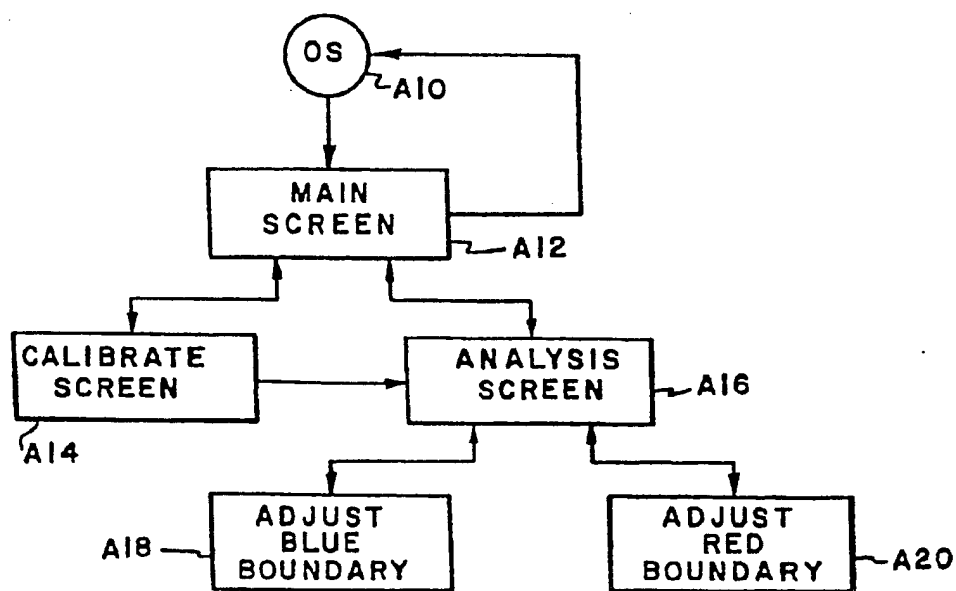 OS
A10
MAIN
SCREEN
A12
CALIBRATE
SCREEN
A14
ANALYSIS
SCREEN
A16
ADJUST
BLUE
BOUNDARY
A18
ADJUST
RED
BOUNDARY
A20